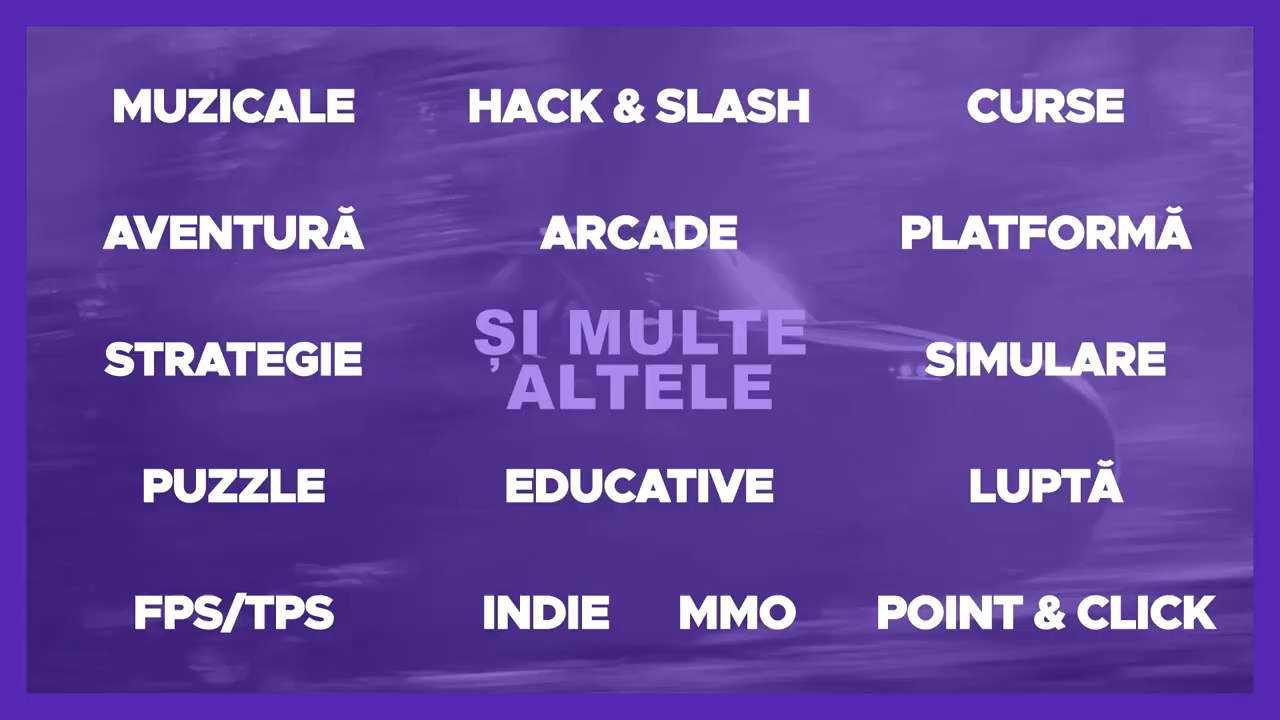 MUZICALE
HACK & SLASH
CURSE
AVENTURĂ
ARCADE
PLATFORMĂ
STRATEGIE
ȘI MULTE
ALTELE
SIMULARE
PUZZLE
EDUCATIVE
LUPTĂ
FPS/TPS
INDIE
MMO
POINT & CLICK